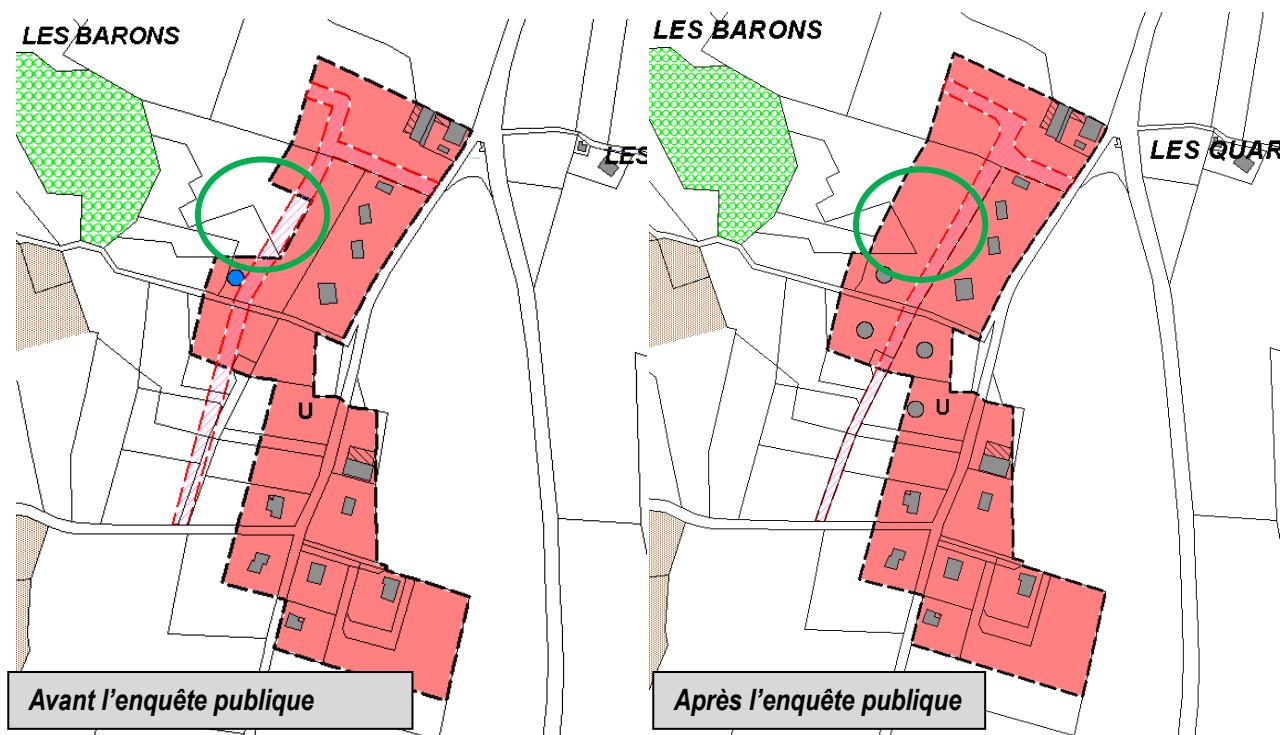 LES BARONS
LES
U
Avant l'enquête publique
LES BARONS
LES QUAR
U
Après l'enquête publique